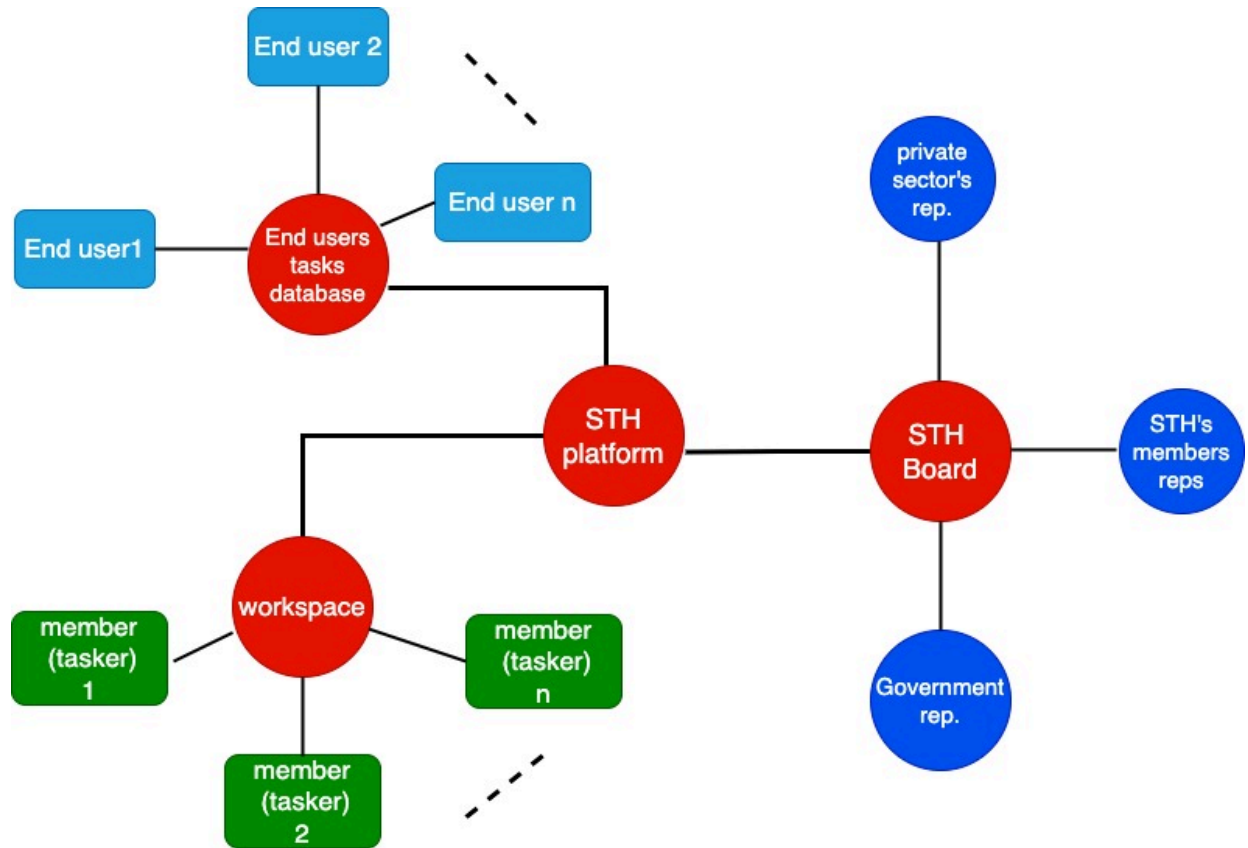 End user 2
End user1
End users
tasks
database
End user n
STH
platform
workspace
member
(tasker)
1
member
(tasker)
2
member
(tasker)
n
private
sector's
rep.
STH
Board
STH's
members
reps
Government
rep.